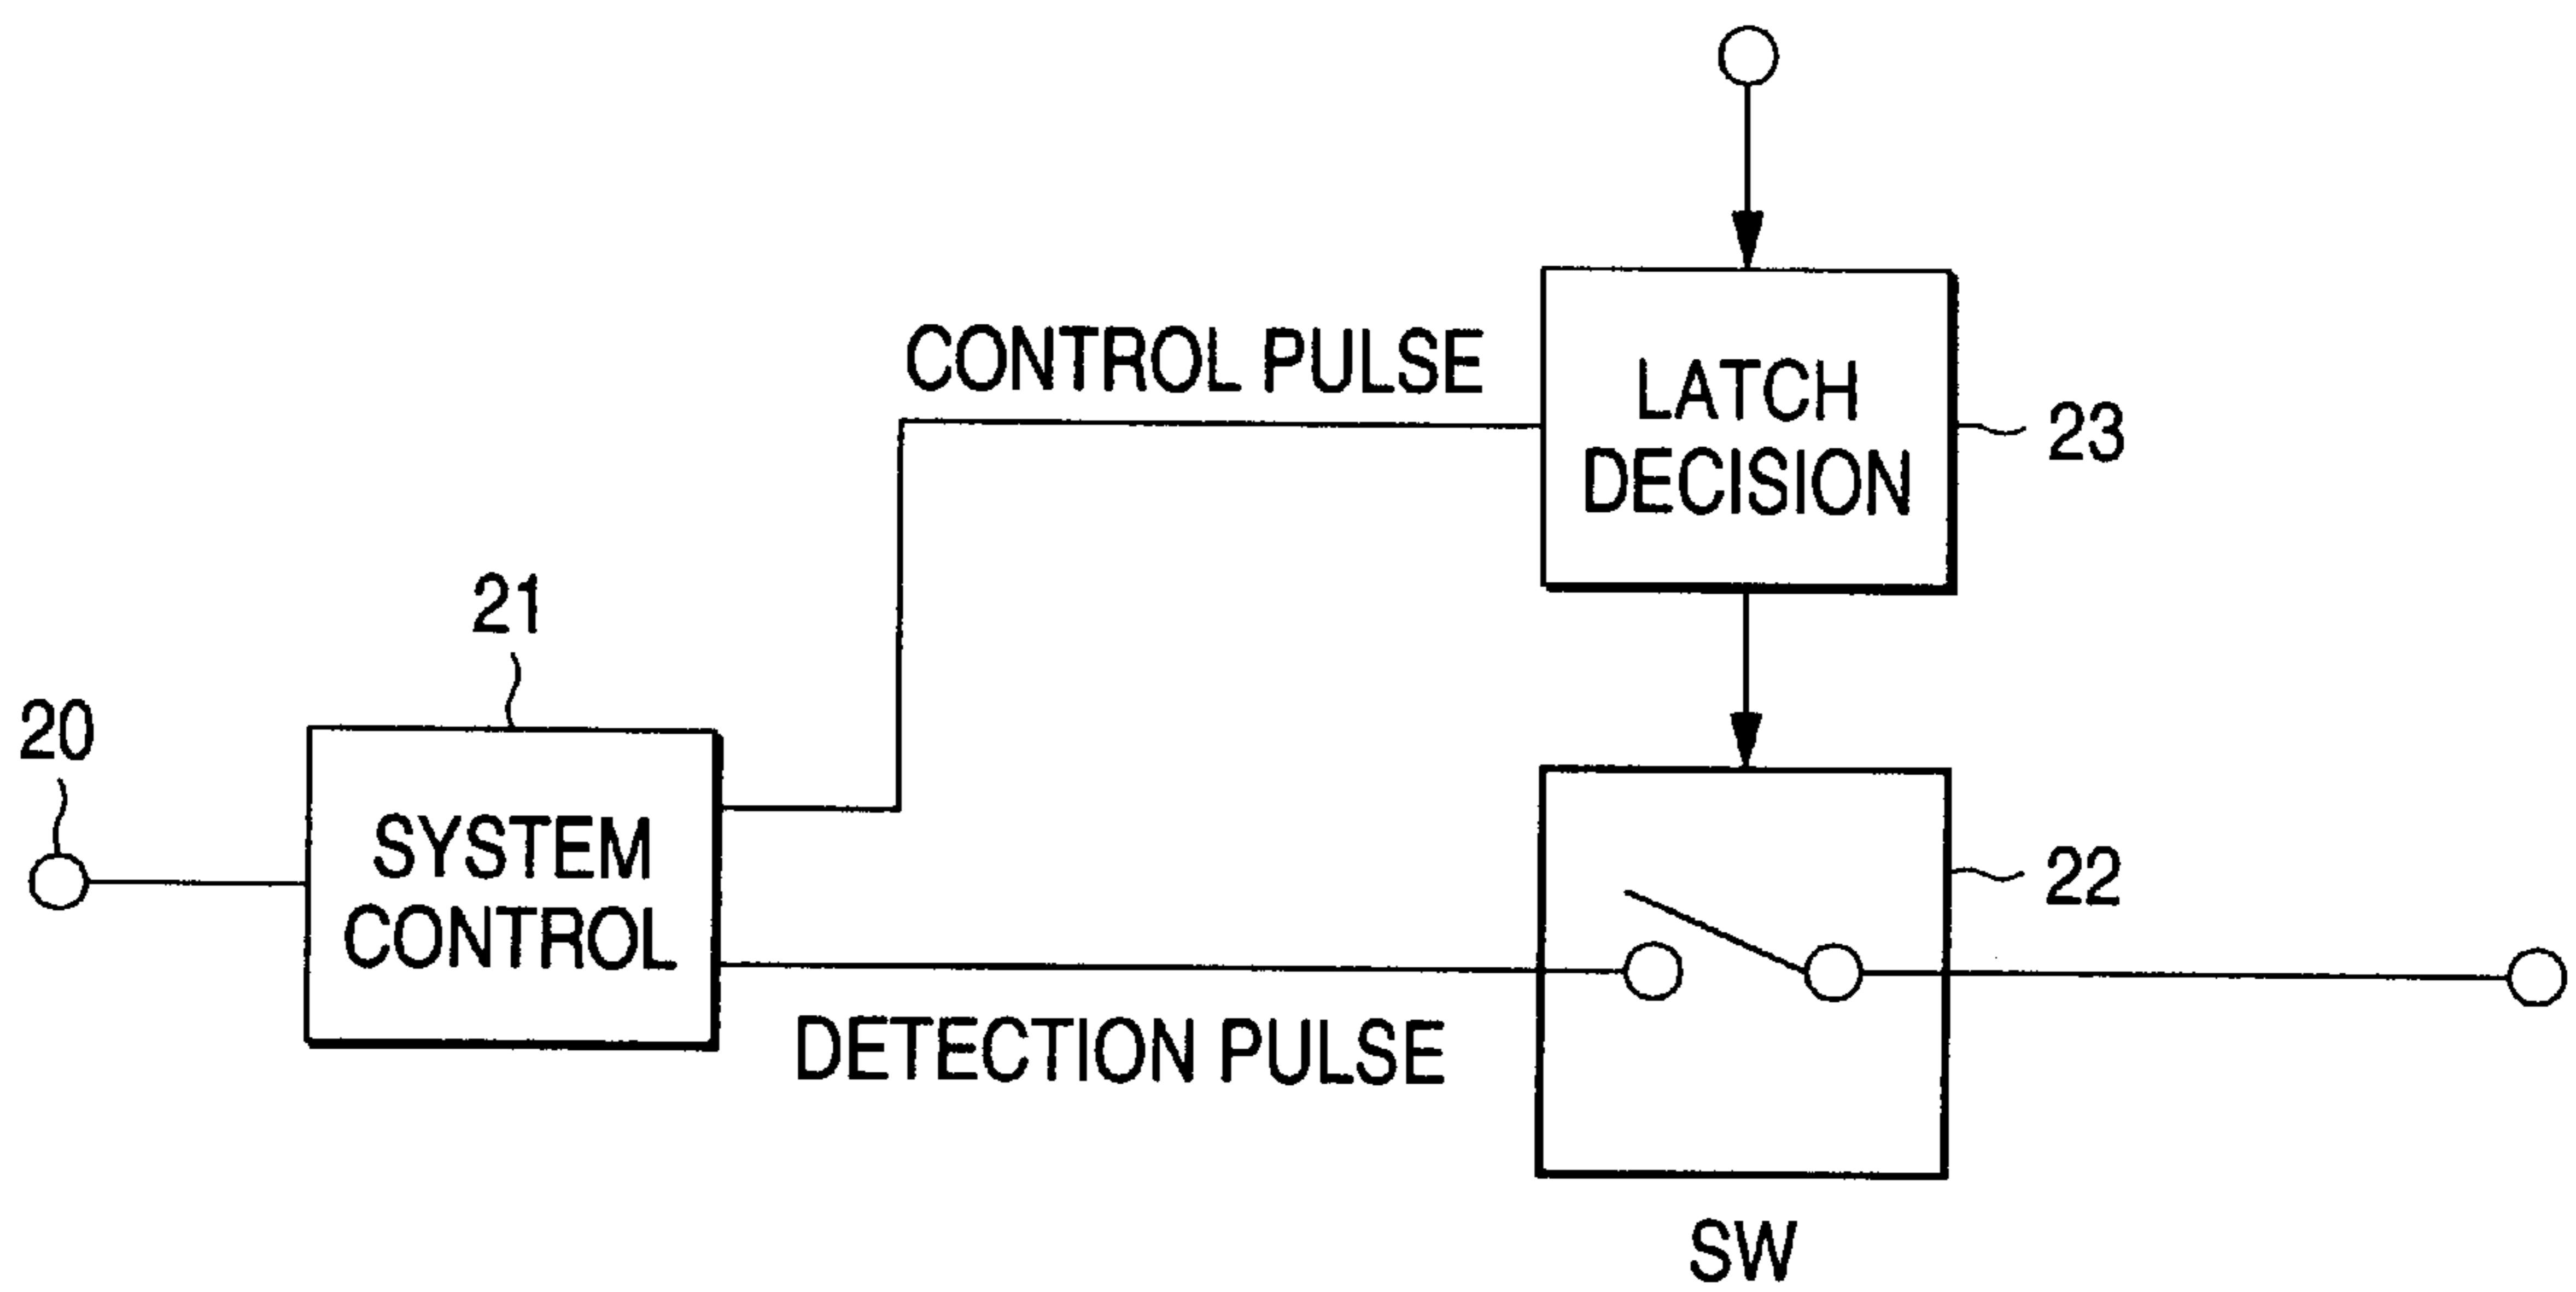 CONTROL PULSE
LATCH
DECISION
23
21
20
SYSTEM
CONTROL
22
DETECTION PULSE
SW